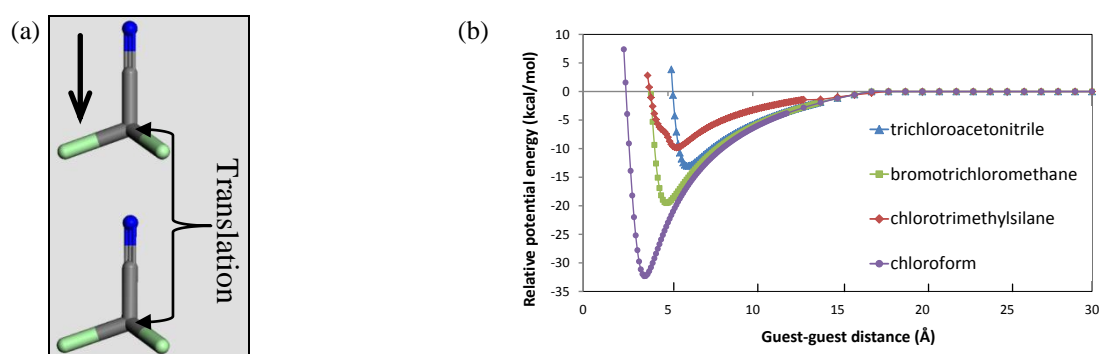 (a)
Translation
(b)
Relative potential energy (kcal/mol)
10
5
0
-5
-10
-15
-20
-25
-30
-35
0
5
10
15
20
25
30
Guest-guest distance (Å)
trichloroacetonitrile
bromotrichloromethane
chlorotrimethylsilane
chloroform